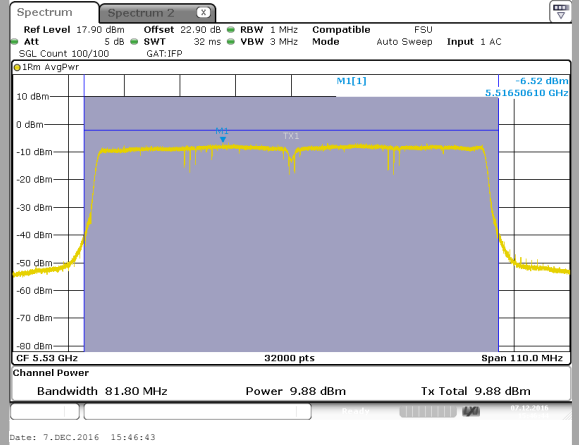 Spectrum Spectrum 2 X
Ref Level 17.90 dBm Offset 22.90 dB RBW 1 MHz Compatible FSU
Att 5 dB SWT 32 ms VBW 3 MHz Mode Auto Sweep Input 1 AC
SGL Count 100/100 GAT:IFP
1Rm AvgPwr
M1[1] -6.52 dBm
5.51650610 GHz
10 dBm
0 dBm
M1
TX1
-10 dBm
-20 dBm
-30 dBm
-40 dBm
-50 dBm
-60 dBm
-70 dBm
-80 dBm
CF 5.53 GHz 32000 pts Span 110.0 MHz
Channel Power
Bandwidth 81.80 MHz Power 9.88 dBm Tx Total 9.88 dBm
Ready 07.12.2016
Date: 7.DEC.2016 15:46:43